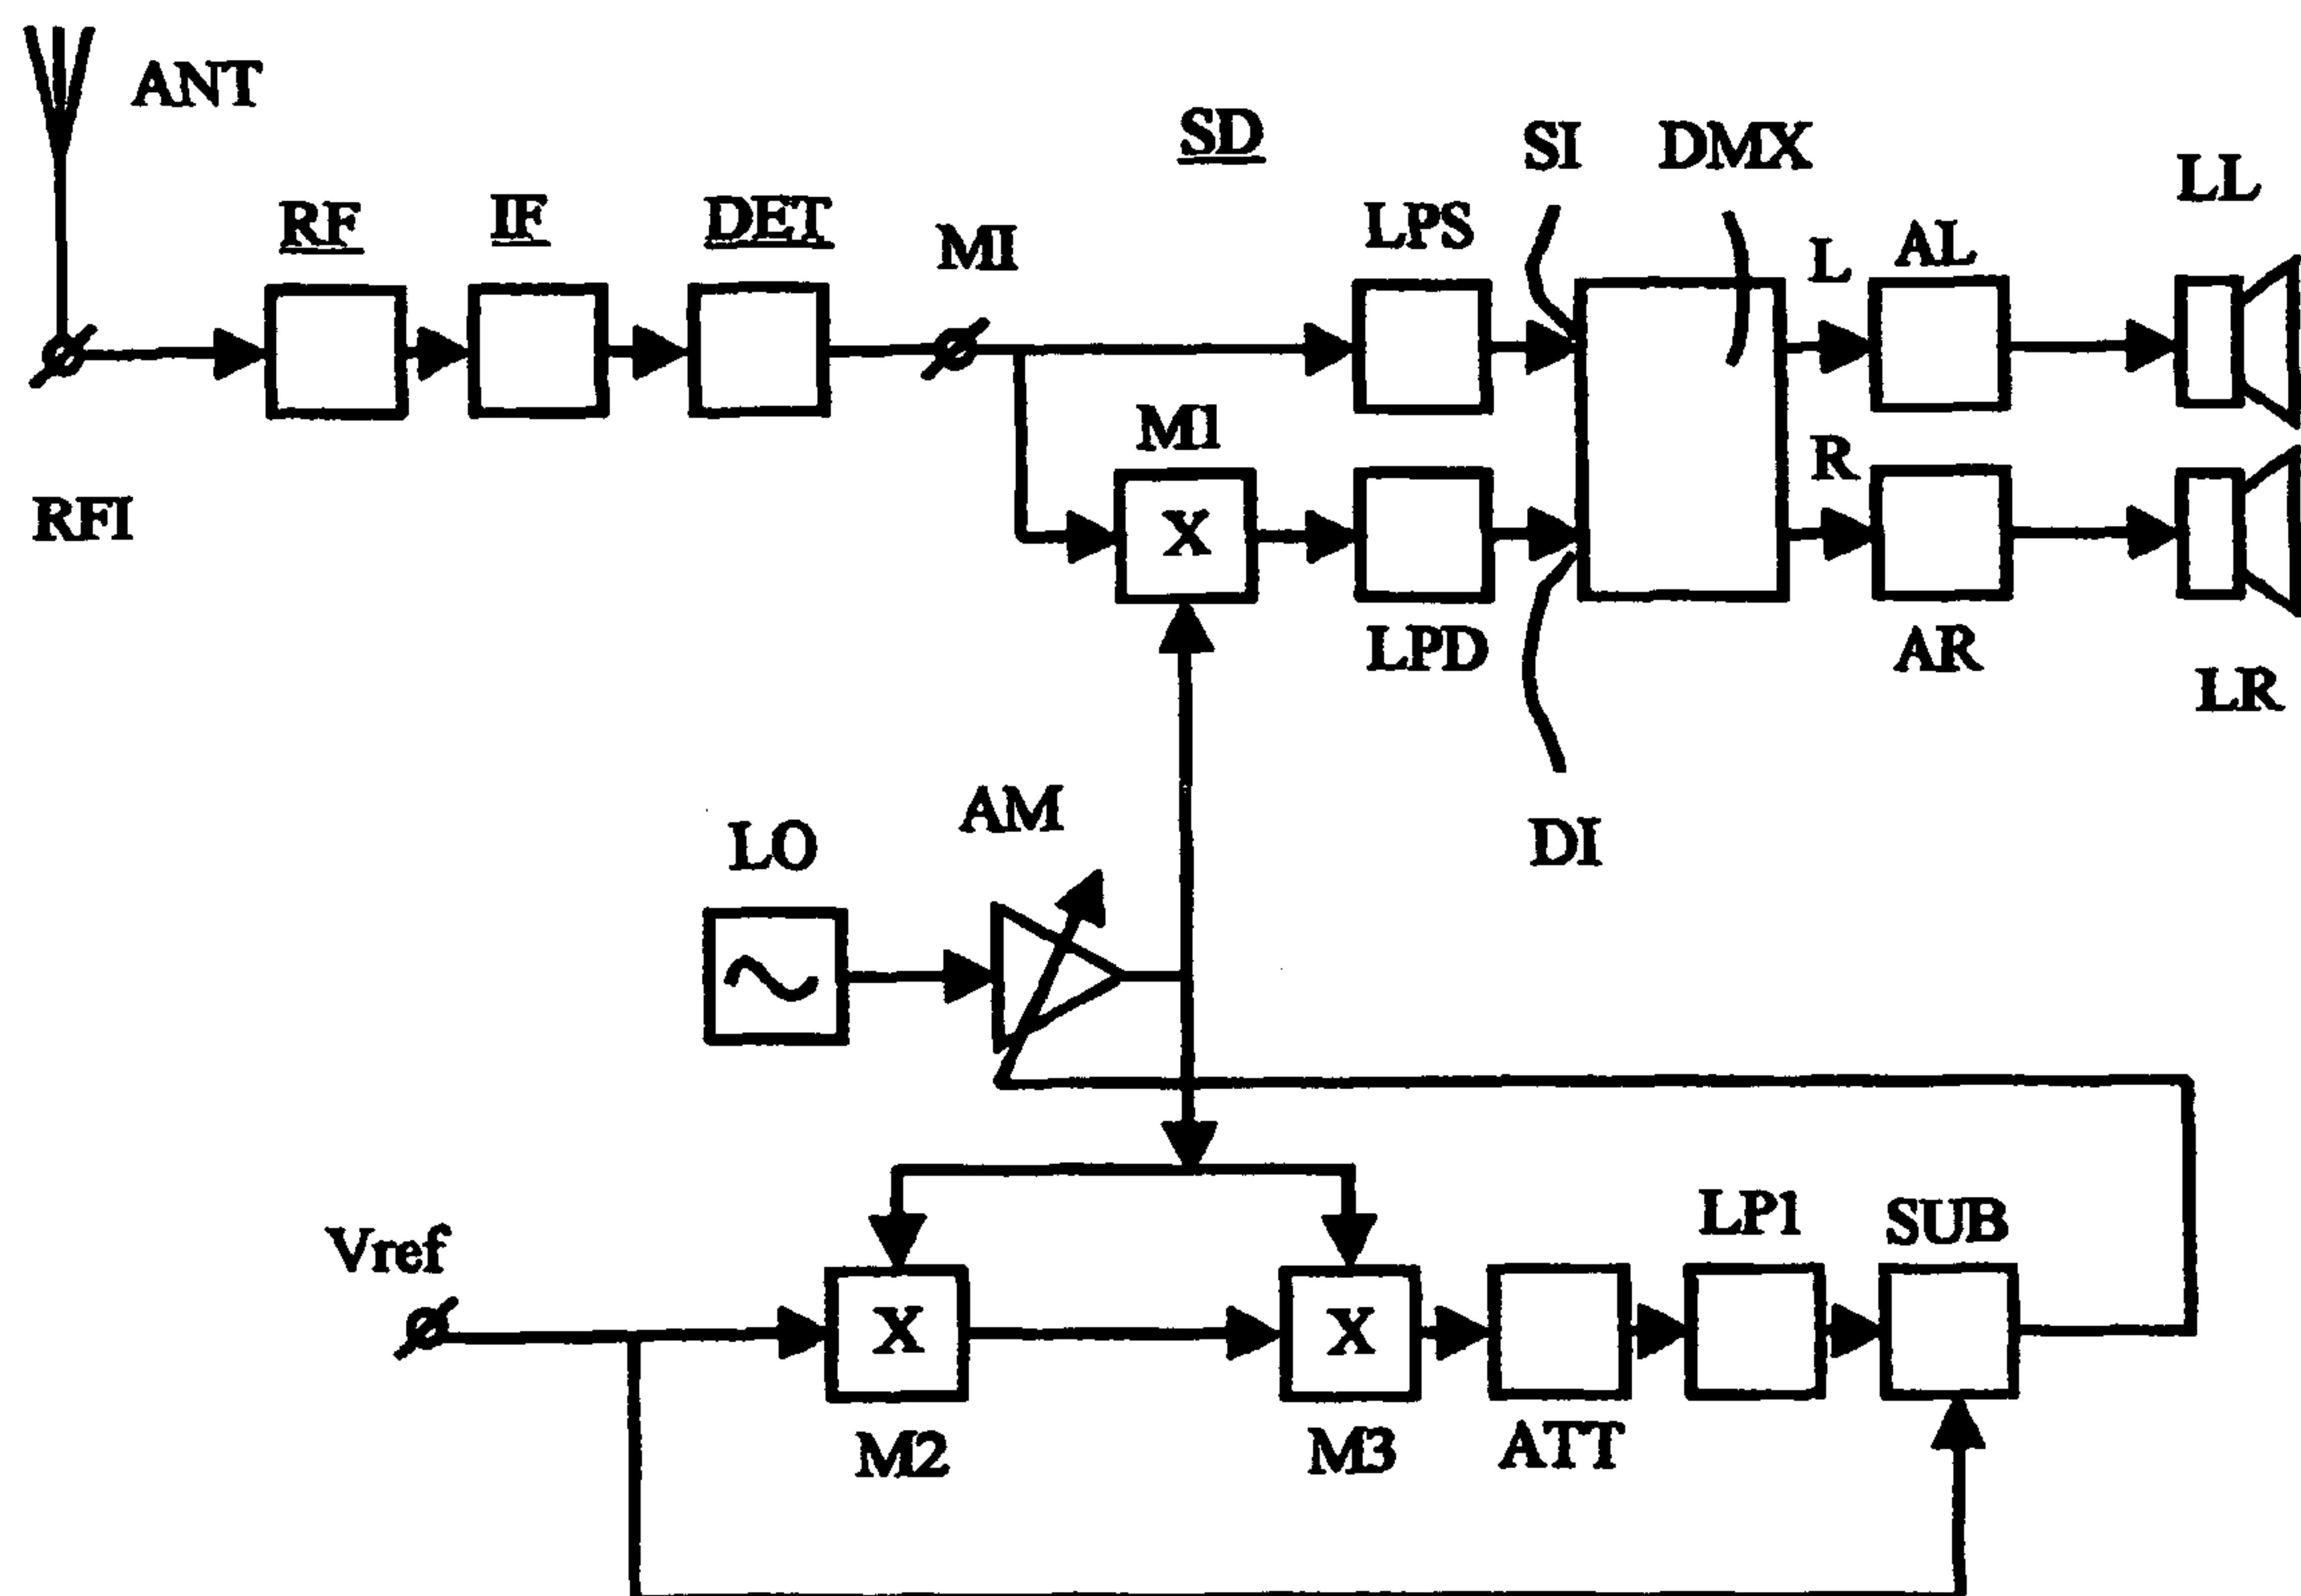 ANT
SD
SI
DMX
LL
RF
IF
DET
MI
LPS
L
AL
M1
R
RFI
X
LPD
AR
LR
AM
LO
DI
Vref
LP1
SUB
X
X
M2
M3
ATT